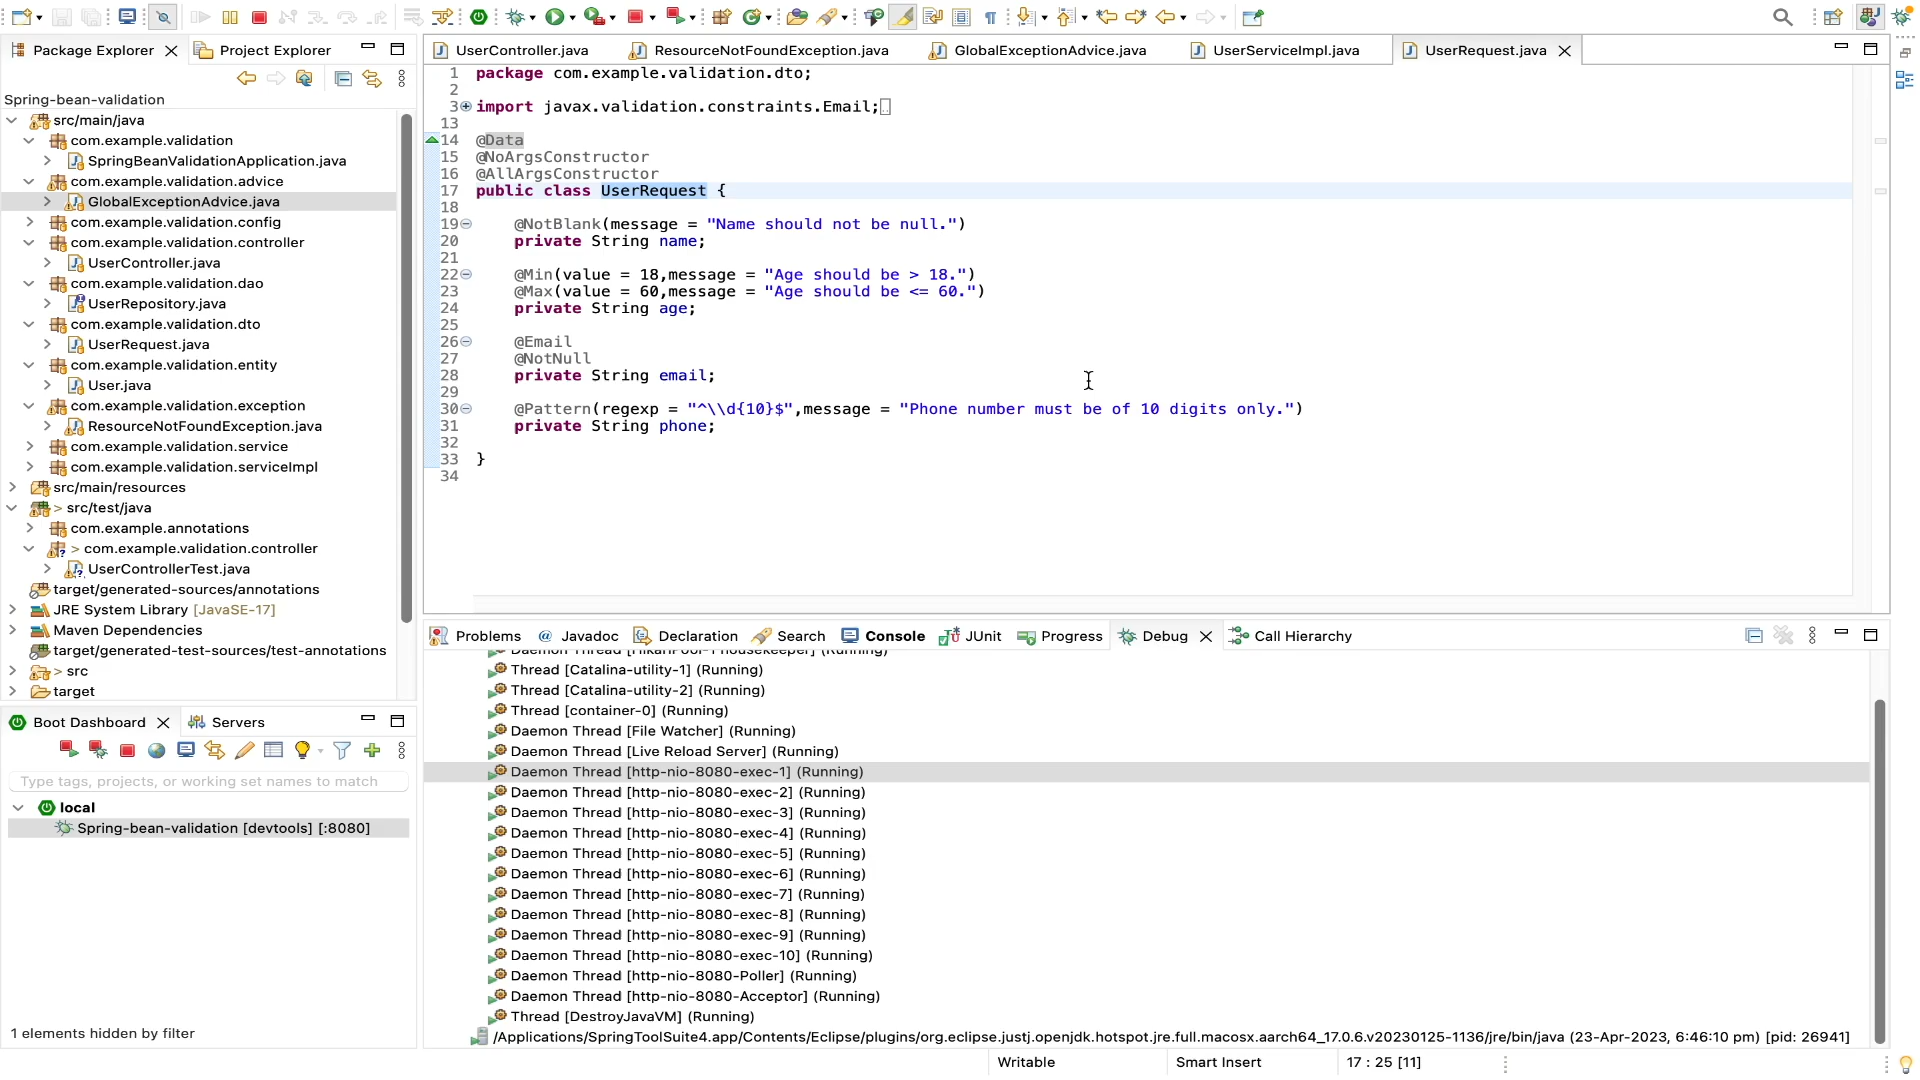 Package Explorer
Project Explorer
Spring-bean-validation
src/main/java
com.example.validation
SpringBeanValidationApplication.java
com.example.validation.advice
GlobalExceptionAdvice.java
com.example.validation.config
com.example.validation.controller
UserController.java
com.example.validation.dao
UserRepository.java
com.example.validation.dto
UserRequest.java
com.example.validation.entity
User.java
com.example.validation.exception
ResourceNotFoundException.java
com.example.validation.service
com.example.validation.serviceImpl
src/main/resources
> src/test/java
com.example.annotations
> com.example.validation.controller
UserControllerTest.java
target/generated-sources/annotations
JRE System Library [JavaSE-17]
Maven Dependencies
target/generated-test-sources/test-annotations
> src
target
Boot Dashboard
Servers
Type tags, projects, or working set names to match
local
Spring-bean-validation [devtools] [:8080]
1 elements hidden by filter
UserController.java
ResourceNotFoundException.java
GlobalExceptionAdvice.java
UserServiceImpl.java
UserRequest.java
1 package com.example.validation.dto;
2
3 import javax.validation.constraints.Email;
13
14 @Data
15 @NoArgsConstructor
16 @AllArgsConstructor
17 public class UserRequest {
18
19 @NotBlank(message = "Name should not be null.")
20 private String name;
21
22 @Min(value = 18,message = "Age should be > 18.")
23 @Max(value = 60,message = "Age should be <= 60.")
24 private String age;
25
26 @Email
27 @NotNull
28 private String email;
29
30 @Pattern(regexp = "^\\d{10}$",message = "Phone number must be of 10 digits only.")
31 private String phone;
32
33 }
34
Problems
Javadoc
Declaration
Search
Console
JUnit
Progress
Debug
Call Hierarchy
Daemon Thread [HikariPool-1 housekeeper] (Running)
Thread [Catalina-utility-1] (Running)
Thread [Catalina-utility-2] (Running)
Thread [container-0] (Running)
Daemon Thread [File Watcher] (Running)
Daemon Thread [Live Reload Server] (Running)
Daemon Thread [http-nio-8080-exec-1] (Running)
Daemon Thread [http-nio-8080-exec-2] (Running)
Daemon Thread [http-nio-8080-exec-3] (Running)
Daemon Thread [http-nio-8080-exec-4] (Running)
Daemon Thread [http-nio-8080-exec-5] (Running)
Daemon Thread [http-nio-8080-exec-6] (Running)
Daemon Thread [http-nio-8080-exec-7] (Running)
Daemon Thread [http-nio-8080-exec-8] (Running)
Daemon Thread [http-nio-8080-exec-9] (Running)
Daemon Thread [http-nio-8080-exec-10] (Running)
Daemon Thread [http-nio-8080-Poller] (Running)
Daemon Thread [http-nio-8080-Acceptor] (Running)
Thread [DestroyJavaVM] (Running)
/Applications/SpringToolSuite4.app/Contents/Eclipse/plugins/org.eclipse.justj.openjdk.hotspot.jre.full.macosx.aarch64_17.0.6.v20230125-1136/jre/bin/java (23-Apr-2023, 6:46:10 pm) [pid: 26941]
Writable
Smart Insert
17 : 25 [11]